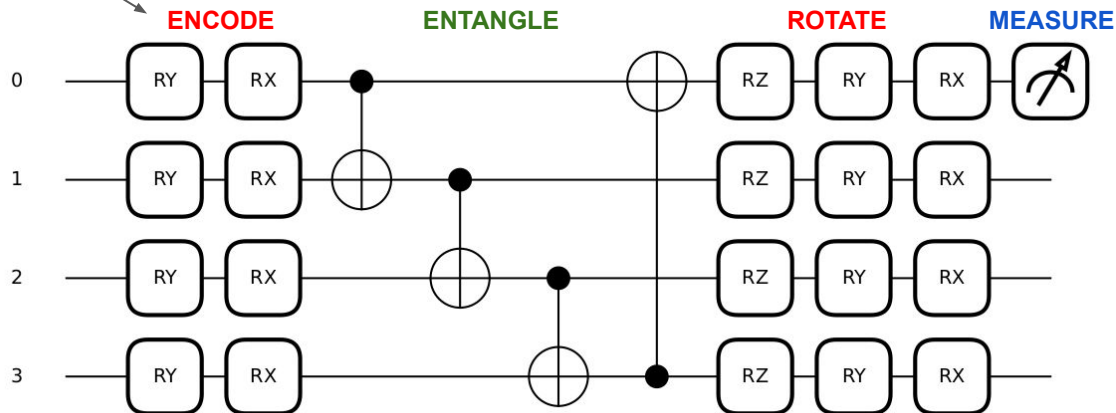 ENCODE ENTANGLE ROTATE MEASURE
0 RY RX RZ RY RX
1 RY RX RZ RY RX
2 RY RX RZ RY RX
3 RY RX RZ RY RX